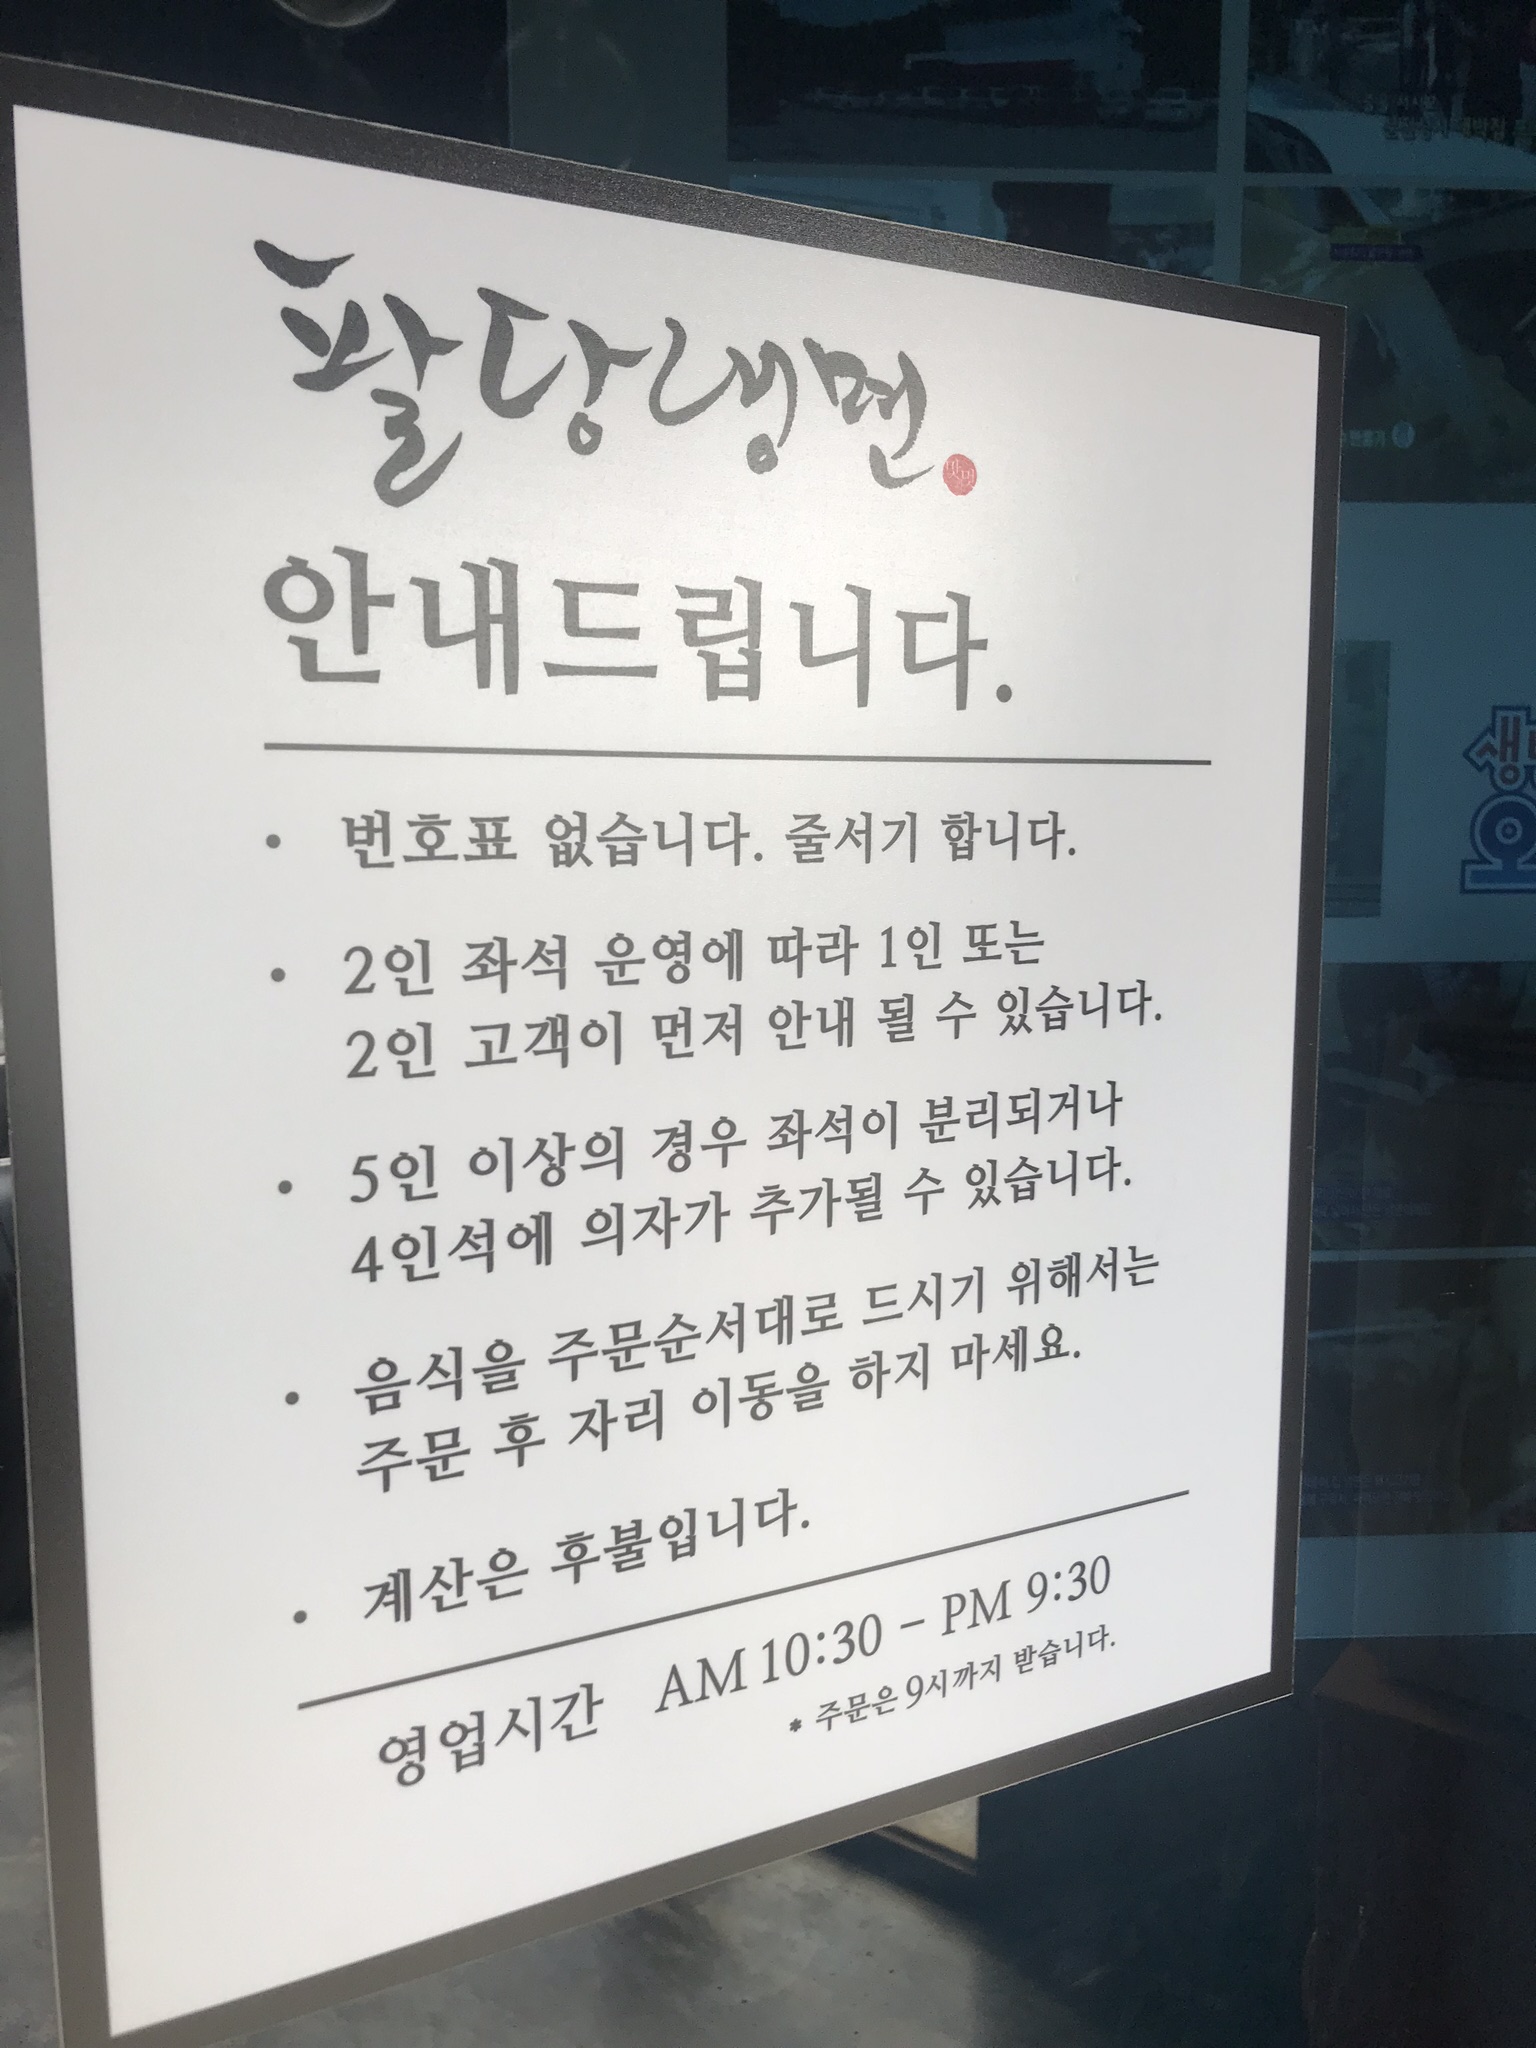 팔당냉면
맛멋
안내드립니다.
• 번호표 없습니다. 줄서기 합니다.
• 2인 좌석 운영에 따라 1인 또는
2인 고객이 먼저 안내 될 수 있습니다.
• 5인 이상의 경우 좌석이 분리되거나
4인석에 의자가 추가될 수 있습니다.
• 음식을 주문순서대로 드시기 위해서는
주문 후 자리 이동을 하지 마세요.
• 계산은 후불입니다.
영업시간 AM 10:30 – PM 9:30
* 주문은 9시까지 받습니다.
생